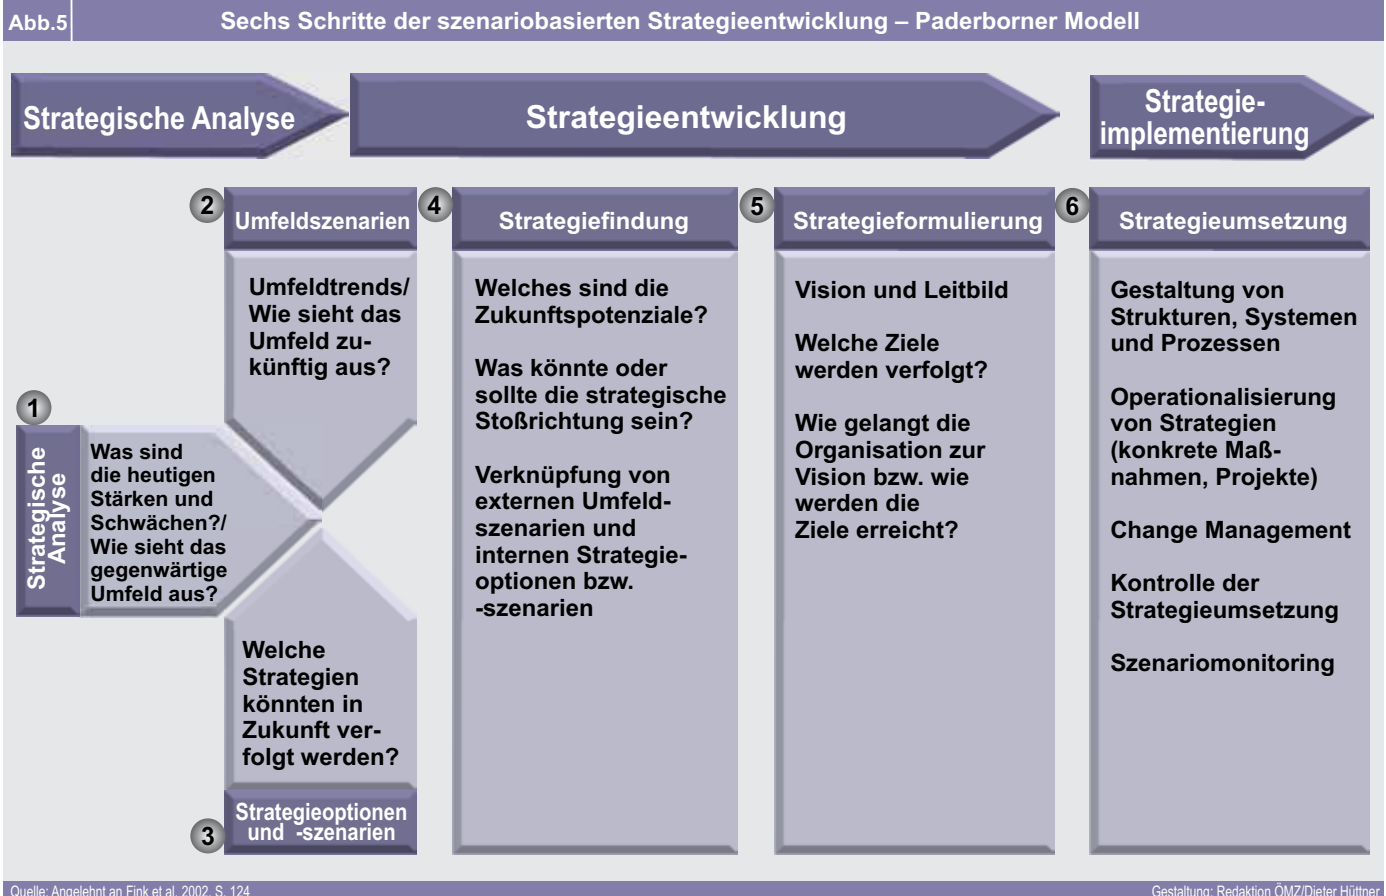 Abb.5
Sechs Schritte der szenariobasierten Strategieentwicklung – Paderborner Modell
Strategische Analyse
Strategieentwicklung
Strategie-
implementierung
1
Strategische
Analyse
Was sind
die heutigen
Stärken und
Schwächen?/
Wie sieht das
gegenwärtige
Umfeld aus?
2
Umfeldszenarien
Umfeldtrends/
Wie sieht das
Umfeld zu-
künftig aus?
Welche
Strategien
könnten in
Zukunft ver-
folgt werden?
3
Strategieoptionen
und -szenarien
4
Strategiefindung
Welches sind die
Zukunftspotenziale?
Was könnte oder
sollte die strategische
Stoßrichtung sein?
Verknüpfung von
externen Umfeld-
szenarien und
internen Strategie-
optionen bzw.
-szenarien
5
Strategieformulierung
Vision und Leitbild
Welche Ziele
werden verfolgt?
Wie gelangt die
Organisation zur
Vision bzw. wie
werden die
Ziele erreicht?
6
Strategieumsetzung
Gestaltung von
Strukturen, Systemen
und Prozessen
Operationalisierung
von Strategien
(konkrete Maß-
nahmen, Projekte)
Change Management
Kontrolle der
Strategieumsetzung
Szenariomonitoring
Quelle: Angelehnt an Fink et al. 2002, S. 124
Gestaltung: Redaktion ÖMZ/Dieter Hüttner